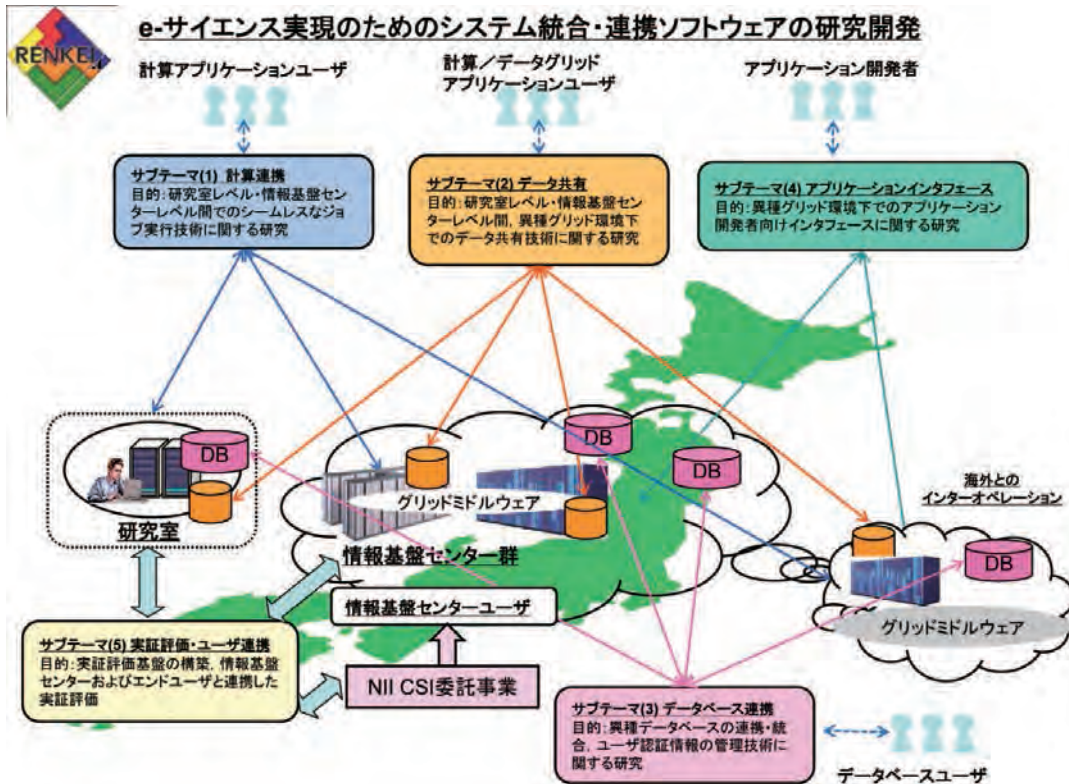 e-サイエンス実現のためのシステム統合・連携ソフトウェアの研究開発
RENKEI
計算アプリケーションユーザ
計算／データグリッド
アプリケーションユーザ
アプリケーション開発者
サブテーマ(1) 計算連携
目的：研究室レベル・情報基盤セン
ターレベル間でのシームレスなジョ
ブ実行技術に関する研究
サブテーマ(2) データ共有
目的：研究室レベル・情報基盤セン
ターレベル間，異種グリッド環境下
でのデータ共有技術に関する研究
サブテーマ(4) アプリケーションインタフェース
目的：異種グリッド環境下でのアプリケーション
開発者向けインタフェースに関する研究
DB
研究室
DB
DB
グリッドミドルウェア
情報基盤センター群
情報基盤センターユーザ
海外との
インターオペレーション
DB
グリッドミドルウェア
サブテーマ(5) 実証評価・ユーザ連携
目的：実証評価基盤の構築，情報基盤
センターおよびエンドユーザと連携した
実証評価
NII CSI委託事業
サブテーマ(3) データベース連携
目的：異種データベースの連携・統
合，ユーザ認証情報の管理技術に
関する研究
データベースユーザ